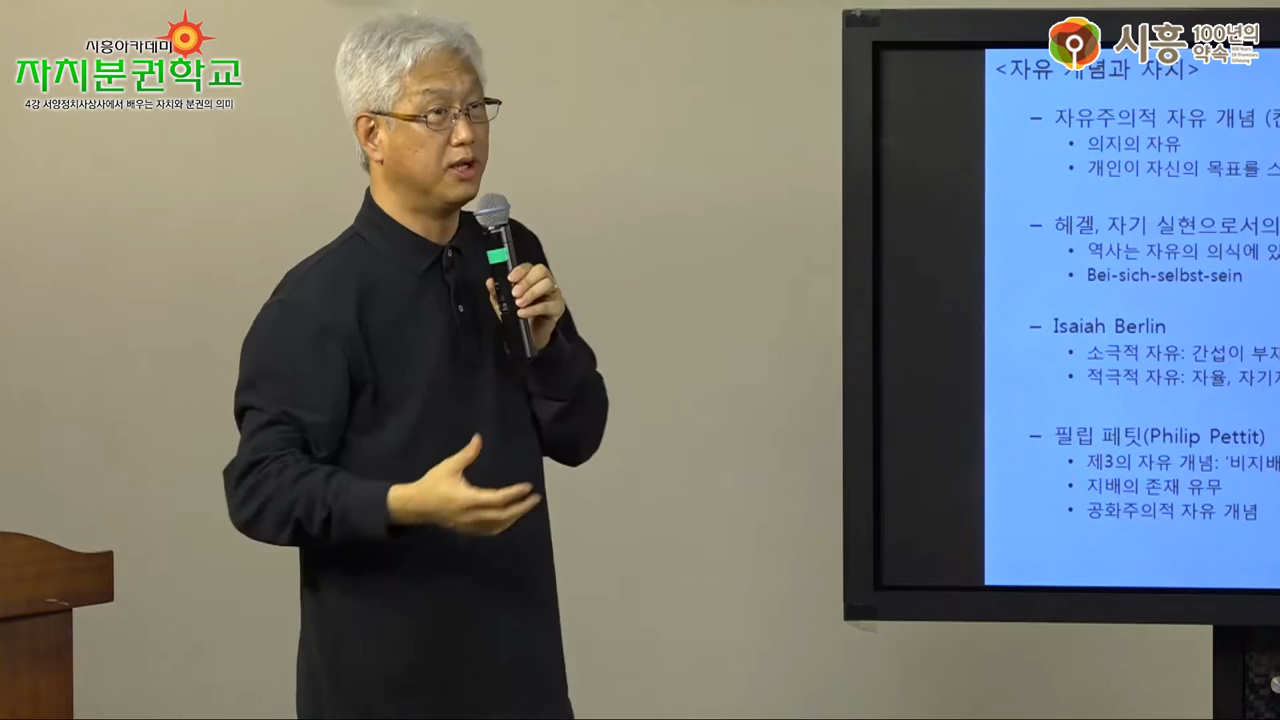 시흥아카데미
자치분권학교
4강 서양정치사상사에서 배우는 자치와 분권의 의미
시흥 100년의 약속
<자유 개념과 자치>
– 자유주의적 자유 개념
• 의지의 자유
• 개인이 자신의 목표를
– 헤겔, 자기 실현으로서의
• 역사는 자유의 의식에
• Bei-sich-selbst-sein
– Isaiah Berlin
• 소극적 자유: 간섭이
• 적극적 자유: 자율,
– 필립 페팃(Philip Pettit)
• 제3의 자유 개념: '비지배
• 지배의 존재 유무
• 공화주의적 자유 개념